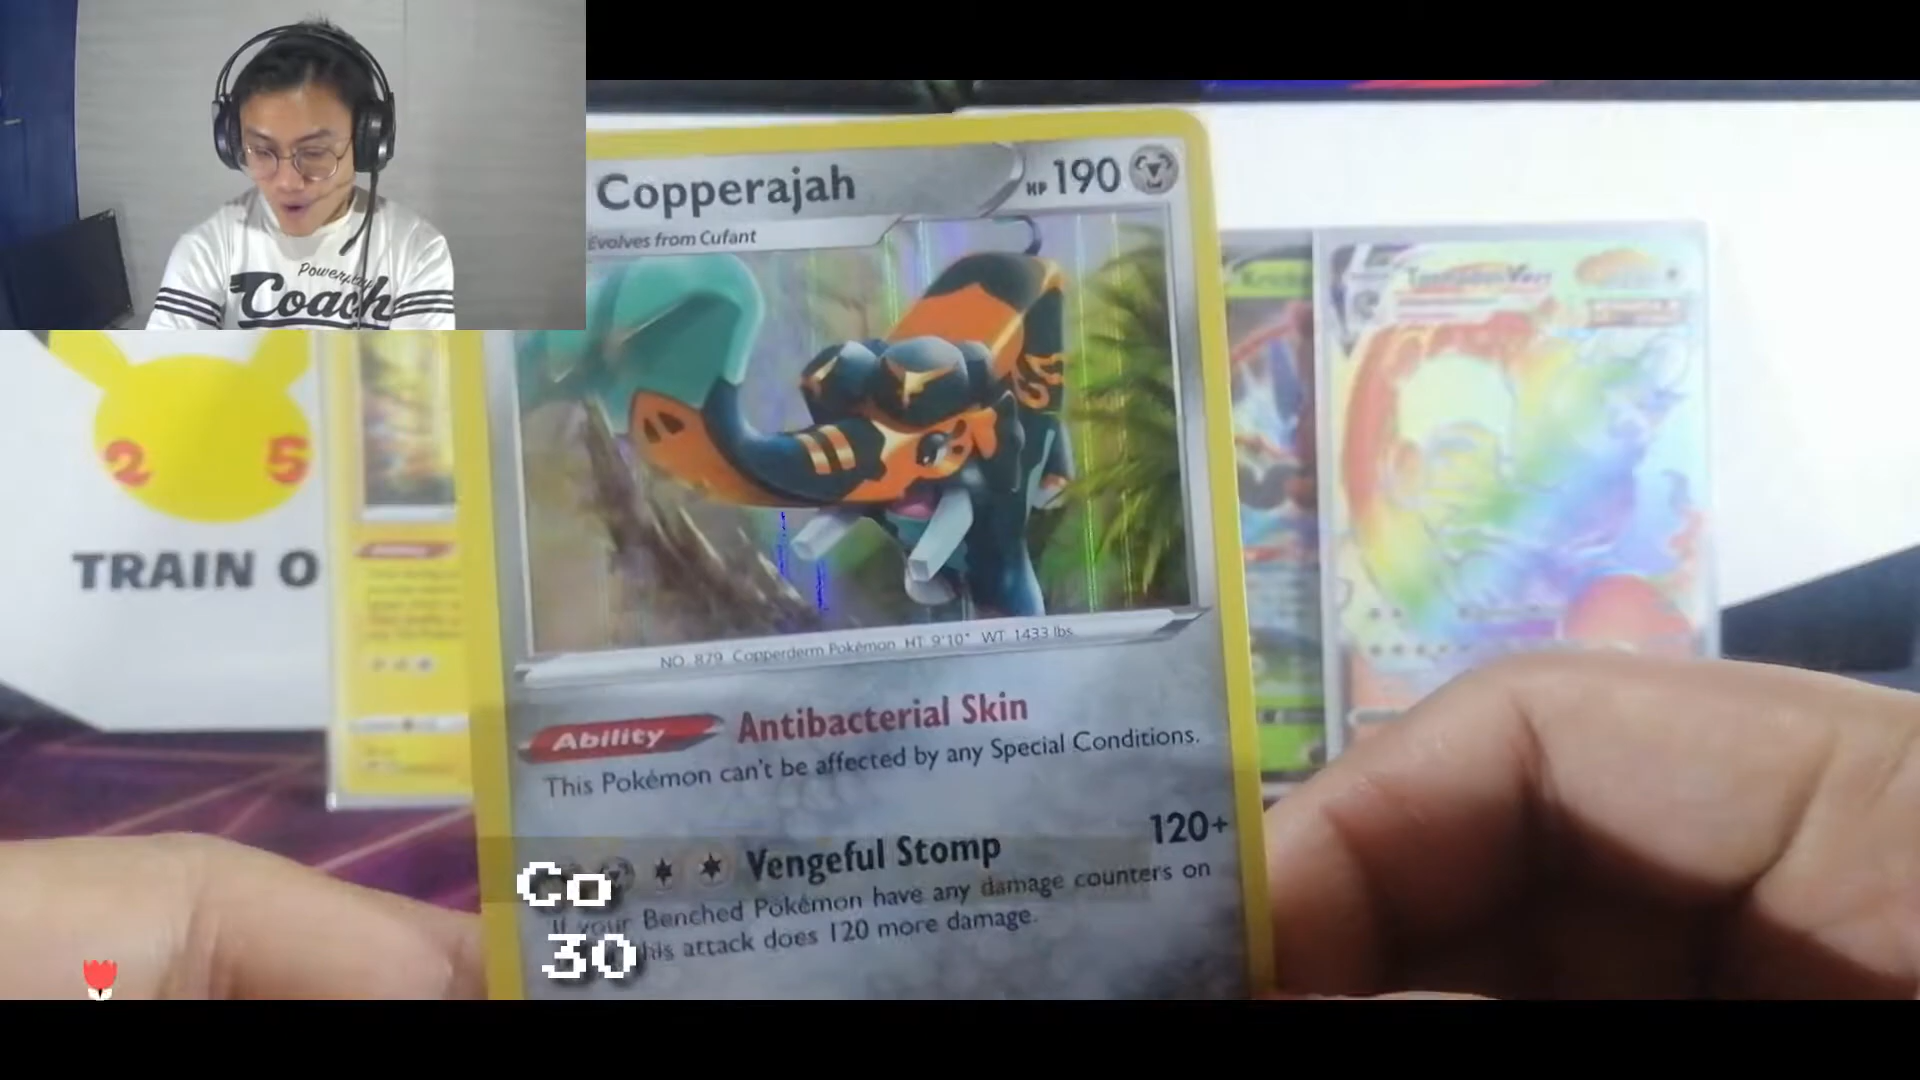 Powerplay
Coach
Copperajah
HP 190
Evolves from Cufant
25
TRAIN O
NO. 879 Copperderm Pokémon HT 9'10" WT 1433 lbs.
Ability Antibacterial Skin
This Pokémon can't be affected by any Special Conditions.
Vengeful Stomp 120+
If your Benched Pokémon have any damage counters on
this attack does 120 more damage.
Co
30